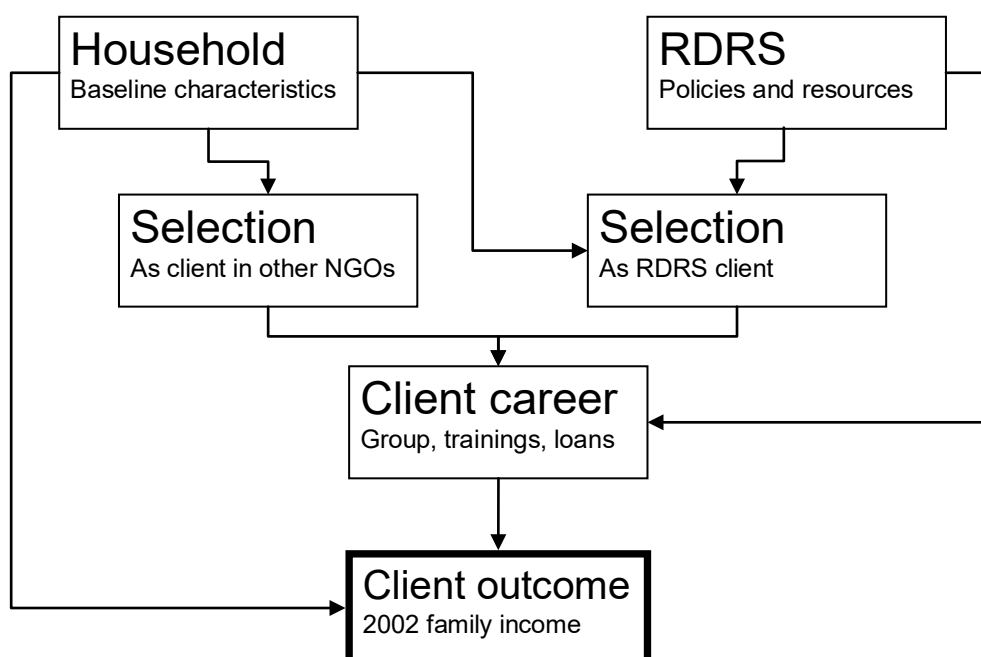 Household
Baseline characteristics
RDRS
Policies and resources
Selection
As client in other NGOs
Selection
As RDRS client
Client career
Group, trainings, loans
Client outcome
2002 family income